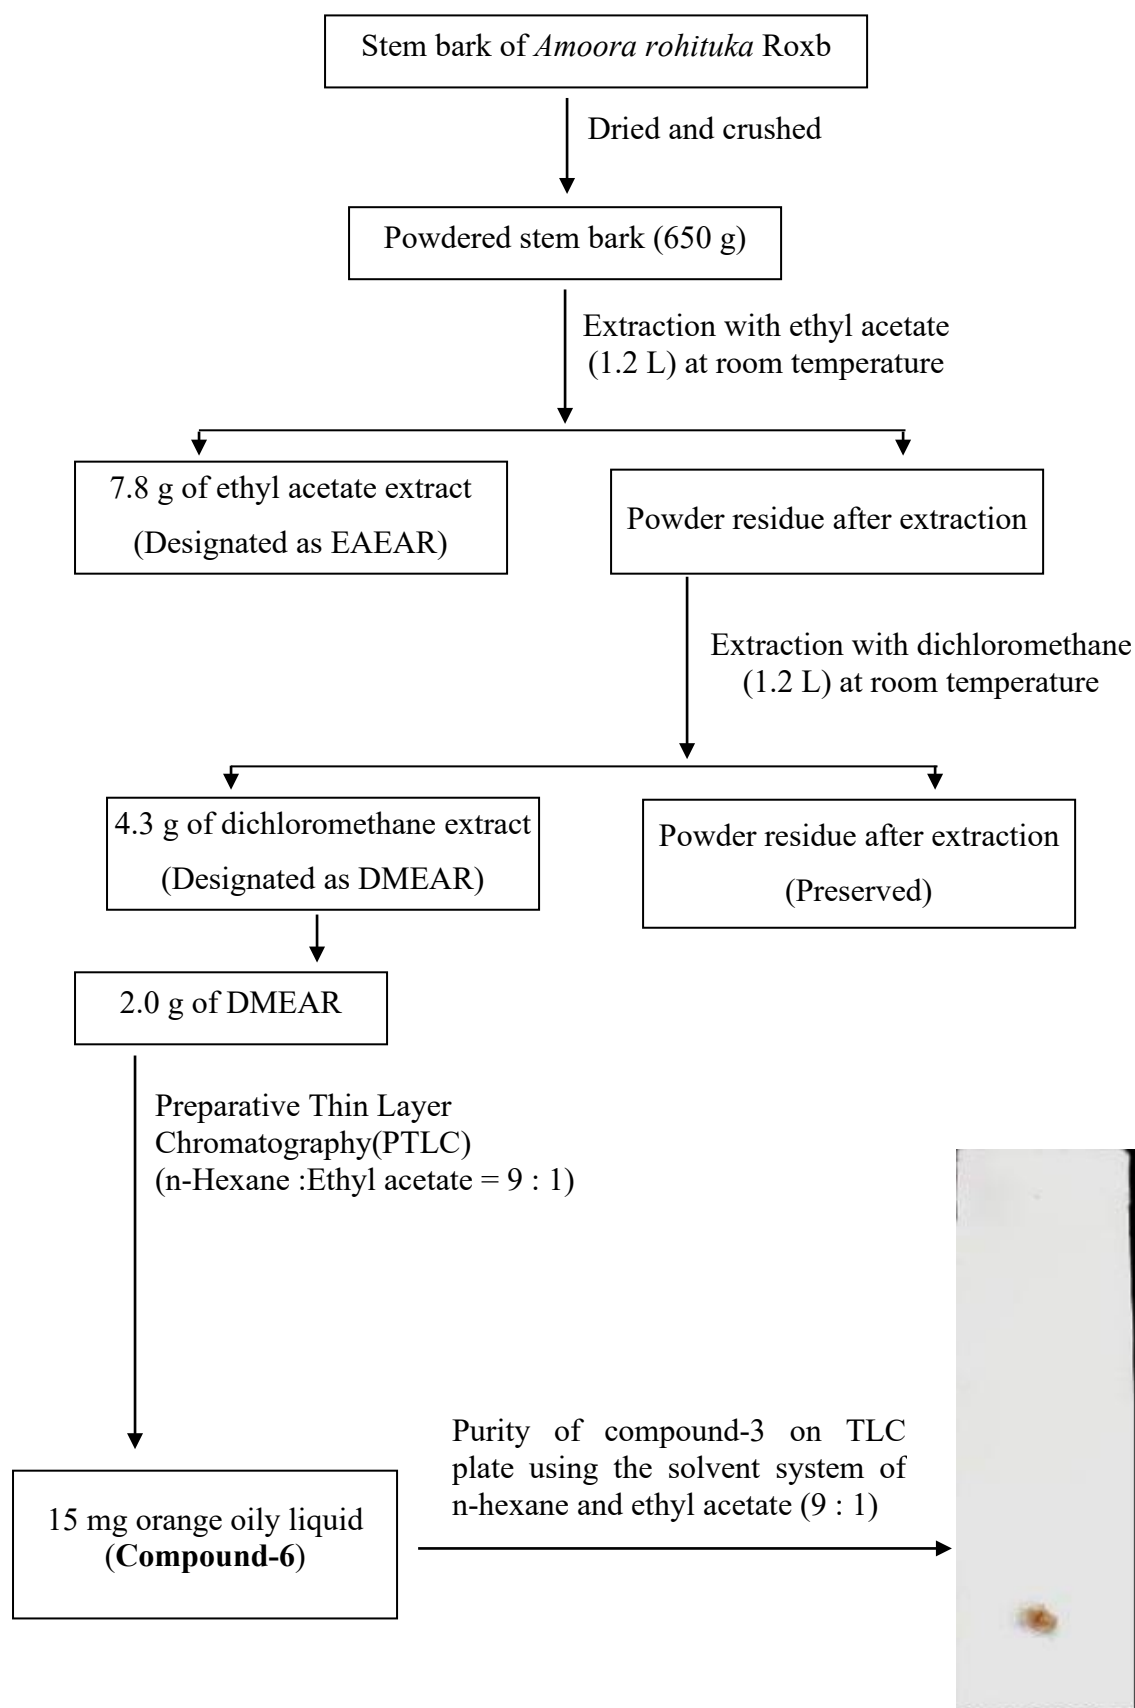 Stem bark of Amoora rohituka Roxb
Dried and crushed
Powdered stem bark (650 g)
Extraction with ethyl acetate
(1.2 L) at room temperature
7.8 g of ethyl acetate extract
(Designated as EAEAR)
Powder residue after extraction
Extraction with dichloromethane
(1.2 L) at room temperature
4.3 g of dichloromethane extract
(Designated as DMEAR)
Powder residue after extraction
(Preserved)
2.0 g of DMEAR
Preparative Thin Layer
Chromatography(PTLC)
(n-Hexane :Ethyl acetate = 9 : 1)
Purity of compound-3 on TLC
plate using the solvent system of
n-hexane and ethyl acetate (9 : 1)
15 mg orange oily liquid
(Compound-6)